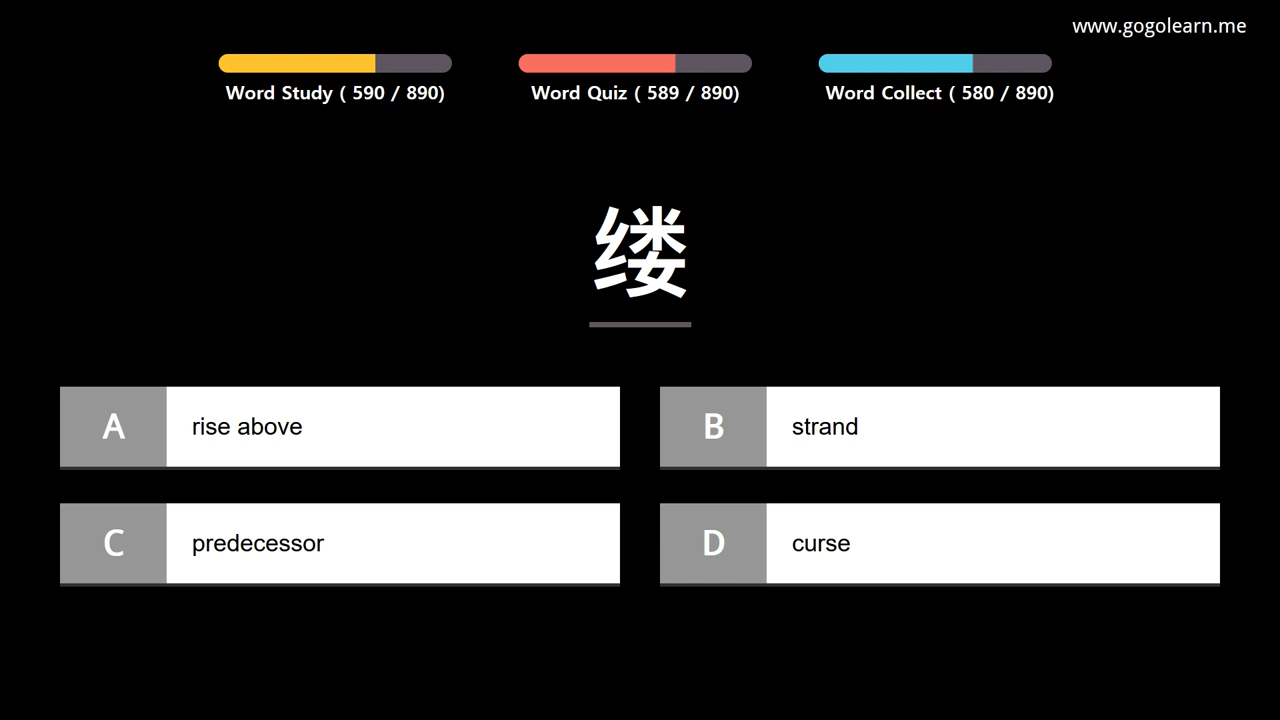 www.gogolearn.me
Word Study ( 590 / 890)
Word Quiz ( 589 / 890)
Word Collect ( 580 / 890)
缕
A rise above
B strand
C predecessor
D curse